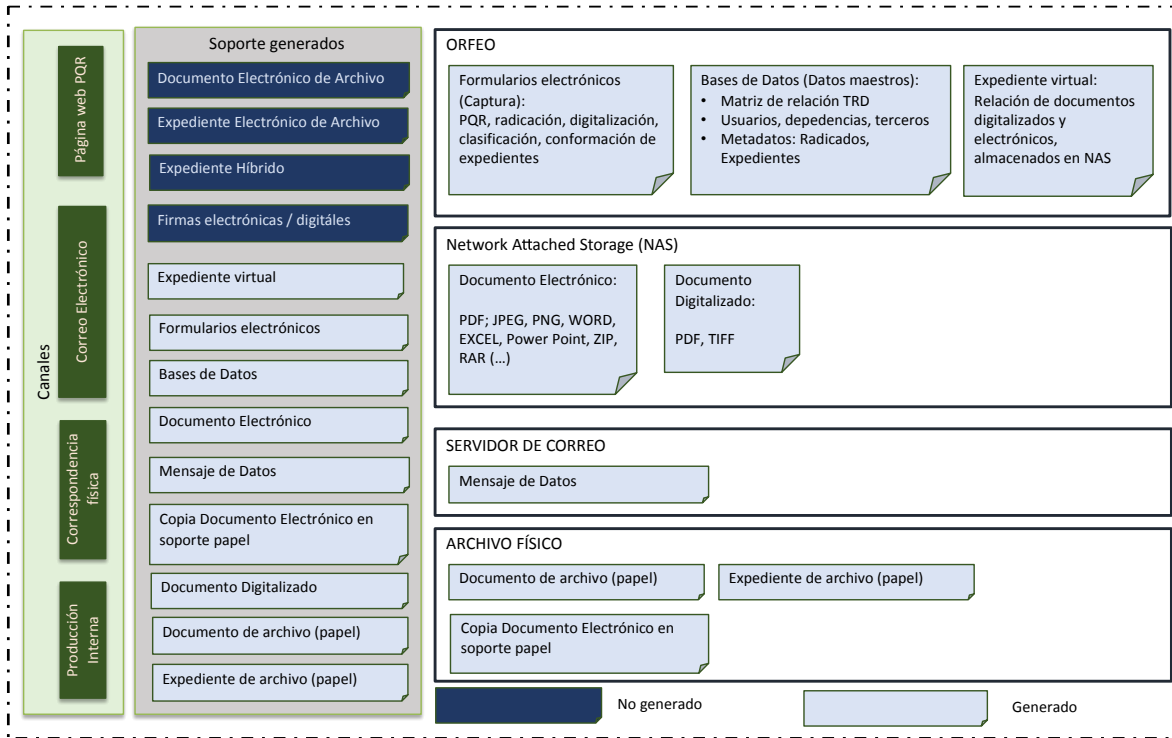 Canales
Página web PQR
Correo Electrónico
Correspondencia
física
Producción
Interna
Soporte generados
Documento Electrónico de Archivo
Expediente Electrónico de Archivo
Expediente Híbrido
Firmas electrónicas / digitáles
Expediente virtual
Formularios electrónicos
Bases de Datos
Documento Electrónico
Mensaje de Datos
Copia Documento Electrónico en
soporte papel
Documento Digitalizado
Documento de archivo (papel)
Expediente de archivo (papel)
ORFEO
Formularios electrónicos
(Captura):
PQR, radicación, digitalización,
clasificación, conformación de
expedientes
Bases de Datos (Datos maestros):
• Matriz de relación TRD
• Usuarios, depedencias, terceros
• Metadatos: Radicados,
Expedientes
Expediente virtual:
Relación de documentos
digitalizados y
electrónicos,
almacenados en NAS
Network Attached Storage (NAS)
Documento Electrónico:
PDF; JPEG, PNG, WORD,
EXCEL, Power Point, ZIP,
RAR (...)
Documento
Digitalizado:
PDF, TIFF
SERVIDOR DE CORREO
Mensaje de Datos
ARCHIVO FÍSICO
Documento de archivo (papel)
Expediente de archivo (papel)
Copia Documento Electrónico en
soporte papel
No generado
Generado